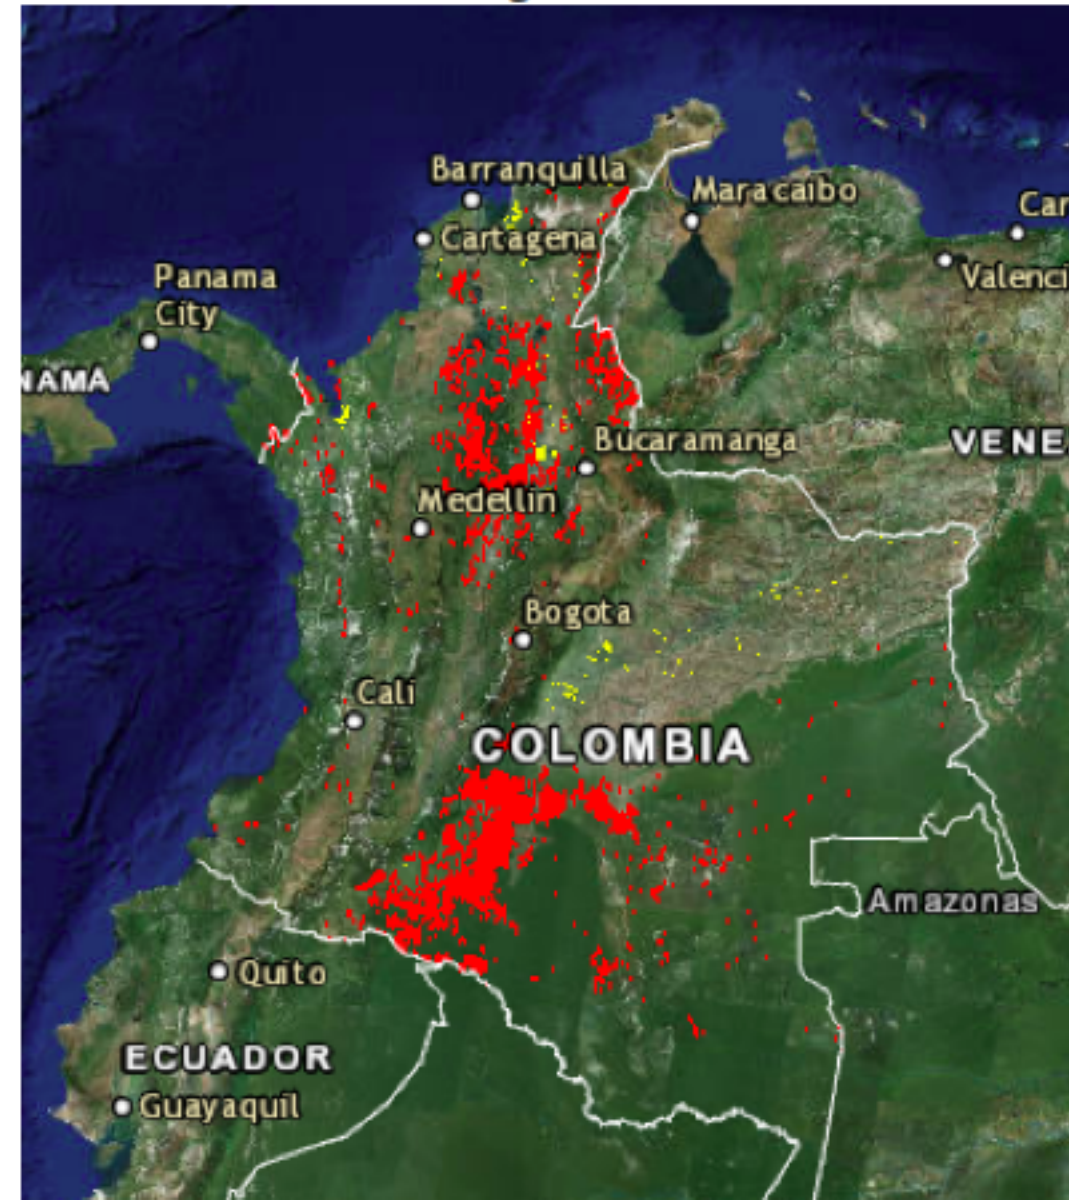 Barranquilla
Maracaibo
Car
Cartagena
Panama
City
Valenci
NAMA
Bucaramanga
VENE
Medellin
Bogota
Cali
COLOMBIA
Amazonas
Quito
ECUADOR
Guayaquil